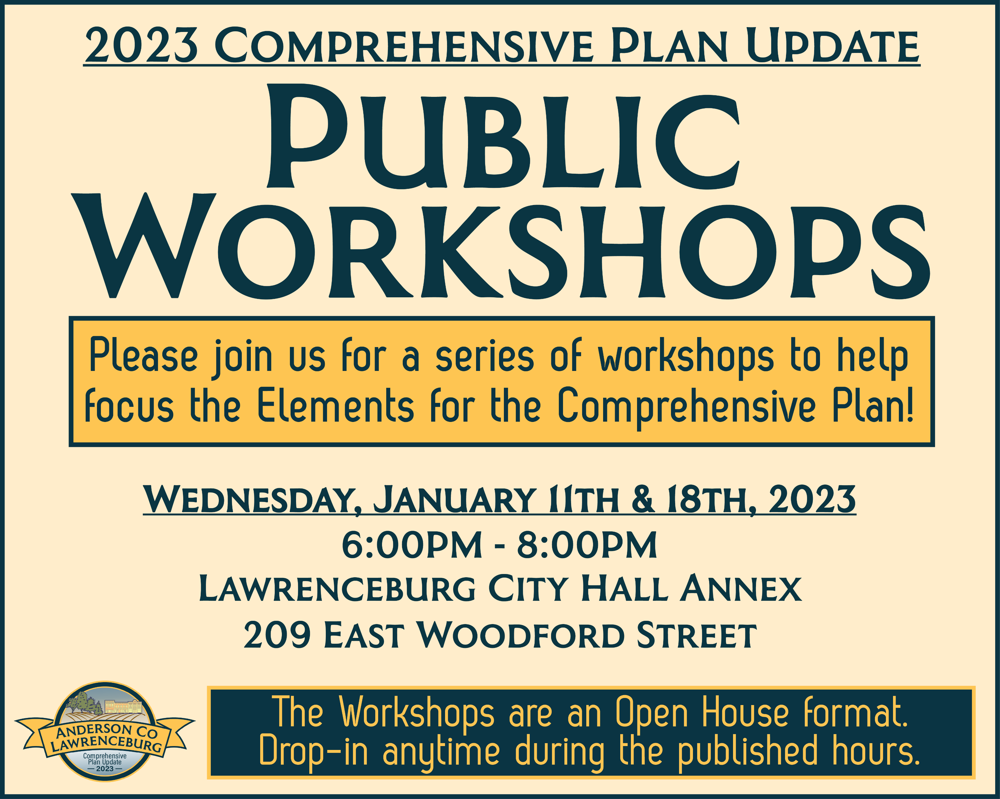 2023 Comprehensive Plan Update
Public
Workshops
Please join us for a series of workshops to help
focus the Elements for the Comprehensive Plan!
Wednesday, January 11th & 18th, 2023
6:00pm - 8:00pm
Lawrenceburg City Hall Annex
209 East Woodford Street
Anderson Co
Lawrenceburg
Comprehensive
Plan Update
— 2023 —
The Workshops are an Open House format.
Drop-in anytime during the published hours.